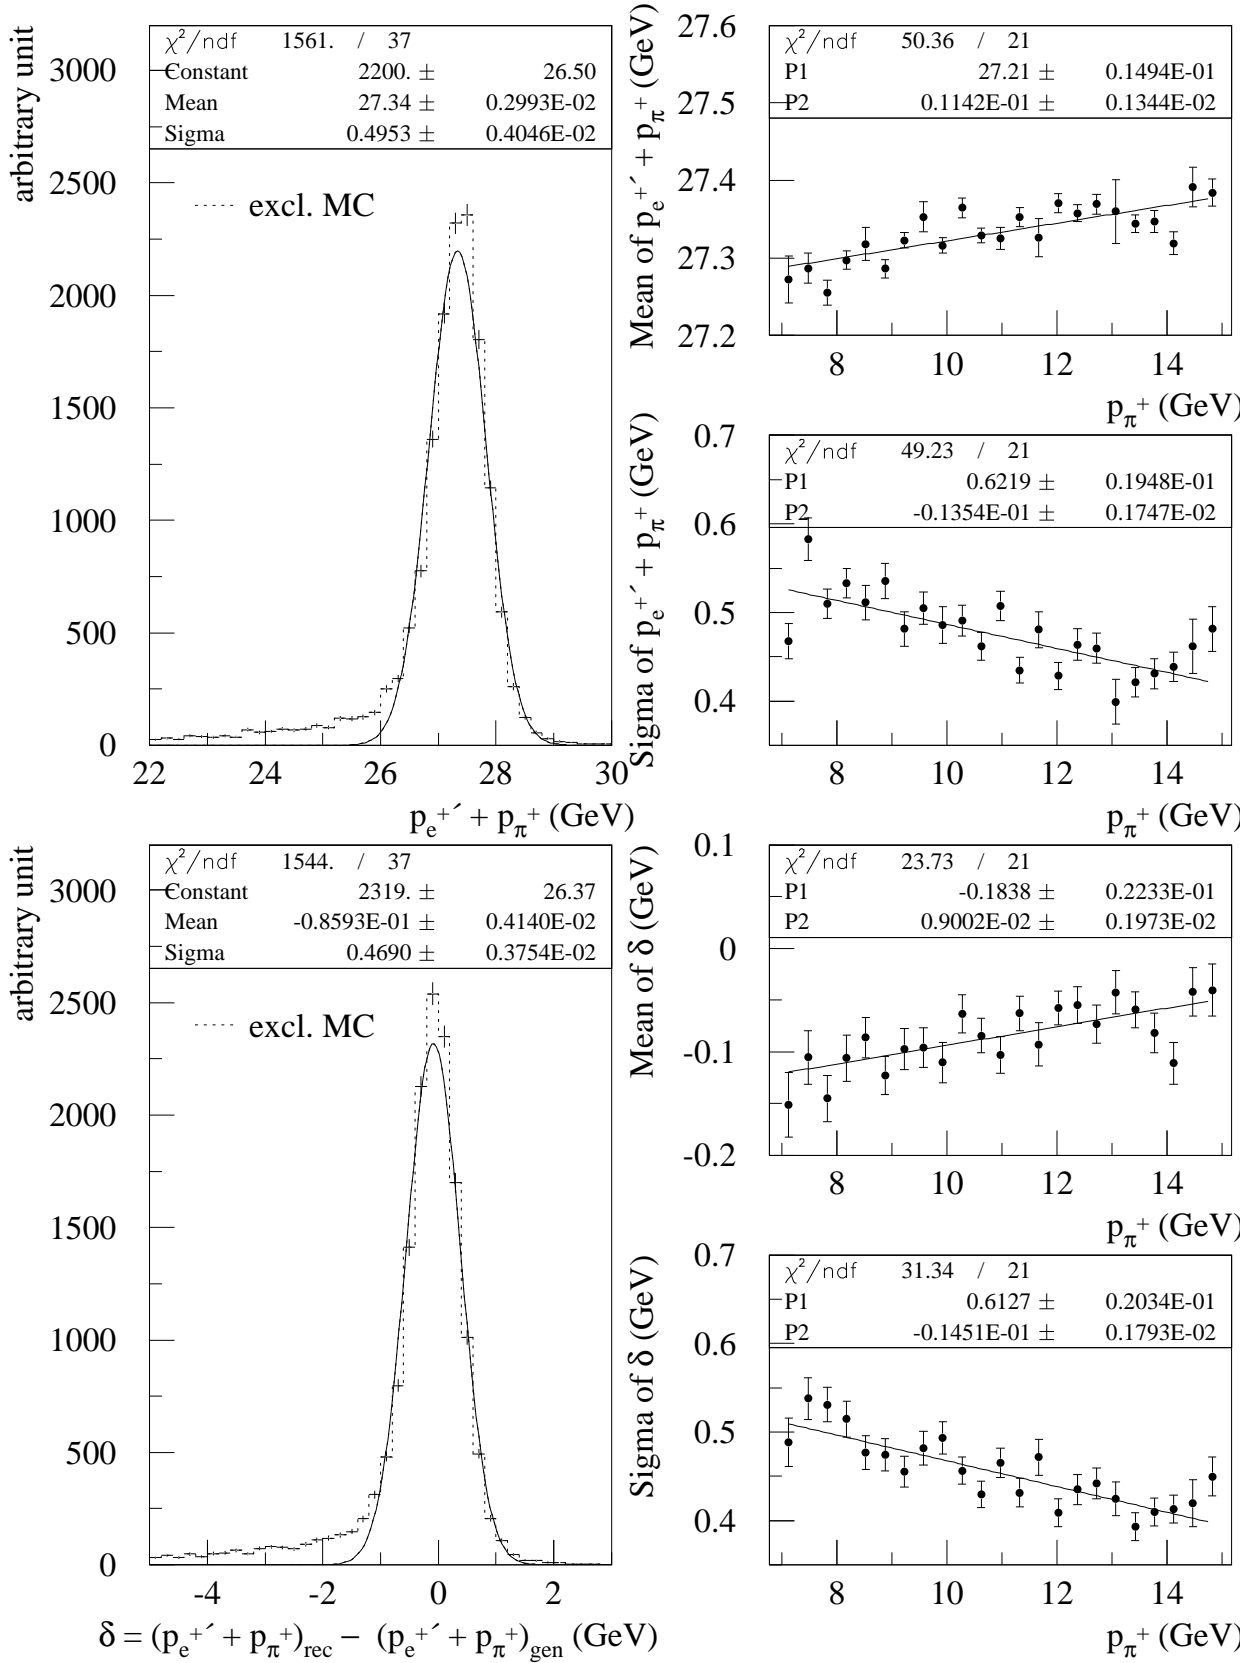 arbitrary unit
χ²/ndf 1561. / 37
Constant 2200. ± 26.50
Mean 27.34 ± 0.2993E-02
Sigma 0.4953 ± 0.4046E-02
excl. MC
3000
2500
2000
1500
1000
500
0
22 24 26 28 30
p_e⁺′ + p_π⁺ (GeV)
Mean of p_e⁺′ + p_π⁺ (GeV)
χ²/ndf 50.36 / 21
P1 27.21 ± 0.1494E-01
P2 0.1142E-01 ± 0.1344E-02
27.6
27.5
27.4
27.3
27.2
8 10 12 14
p_π⁺ (GeV)
Sigma of p_e⁺′ + p_π⁺ (GeV)
χ²/ndf 49.23 / 21
P1 0.6219 ± 0.1948E-01
P2 -0.1354E-01 ± 0.1747E-02
0.7
0.6
0.5
0.4
8 10 12 14
p_π⁺ (GeV)
arbitrary unit
χ²/ndf 1544. / 37
Constant 2319. ± 26.37
Mean -0.8593E-01 ± 0.4140E-02
Sigma 0.4690 ± 0.3754E-02
excl. MC
3000
2500
2000
1500
1000
500
0
-4 -2 0 2
δ = (p_e⁺′ + p_π⁺)_rec − (p_e⁺′ + p_π⁺)_gen (GeV)
Mean of δ (GeV)
χ²/ndf 23.73 / 21
P1 -0.1838 ± 0.2233E-01
P2 0.9002E-02 ± 0.1973E-02
0.1
0
-0.1
-0.2
8 10 12 14
p_π⁺ (GeV)
Sigma of δ (GeV)
χ²/ndf 31.34 / 21
P1 0.6127 ± 0.2034E-01
P2 -0.1451E-01 ± 0.1793E-02
0.7
0.6
0.5
0.4
8 10 12 14
p_π⁺ (GeV)